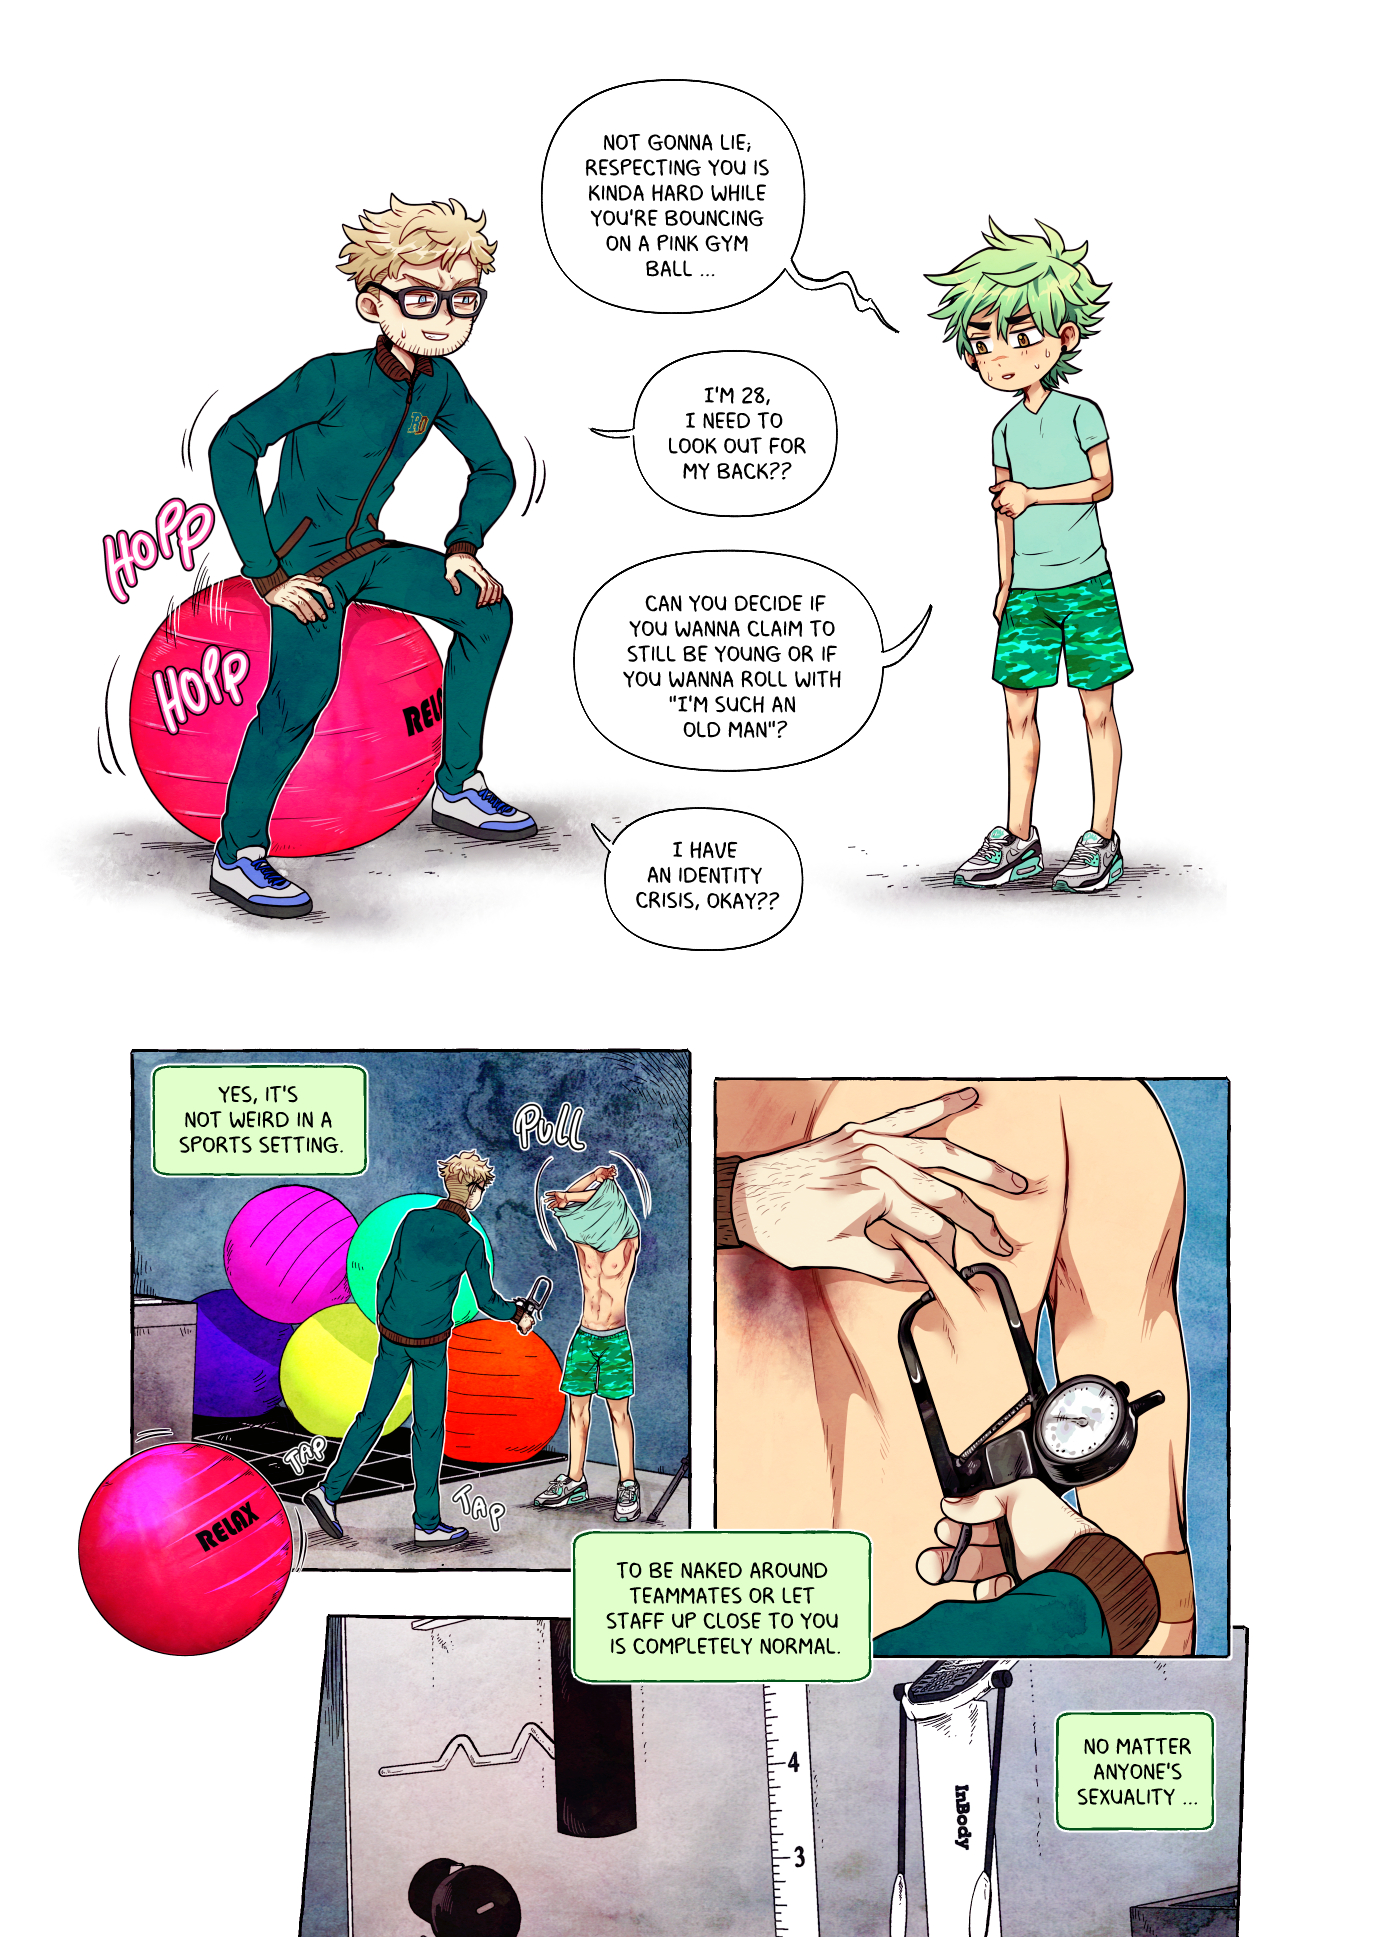 NOT GONNA LIE;
RESPECTING YOU IS
KINDA HARD WHILE
YOU'RE BOUNCING
ON A PINK GYM
BALL ...
I'M 28,
I NEED TO
LOOK OUT FOR
MY BACK??
HOPP
HOPP
RELA
CAN YOU DECIDE IF
YOU WANNA CLAIM TO
STILL BE YOUNG OR IF
YOU WANNA ROLL WITH
"I'M SUCH AN
OLD MAN"?
I HAVE
AN IDENTITY
CRISIS, OKAY??
YES, IT'S
NOT WEIRD IN A
SPORTS SETTING.
PULL
TAP
TAP
RELAX
TO BE NAKED AROUND
TEAMMATES OR LET
STAFF UP CLOSE TO YOU
IS COMPLETELY NORMAL.
NO MATTER
ANYONE'S
SEXUALITY ...
4
3
InBody